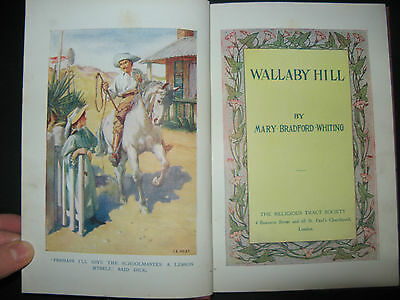 "PERHAPS I'LL GIVE THE SCHOOLMASTER A LESSON
MYSELF," SAID DICK.
WALLABY HILL
BY
MARY·BRADFORD·WHITING
THE RELIGIOUS TRACT SOCIETY
4 Bouverie Street and 65 St. Paul's Churchyard,
London.